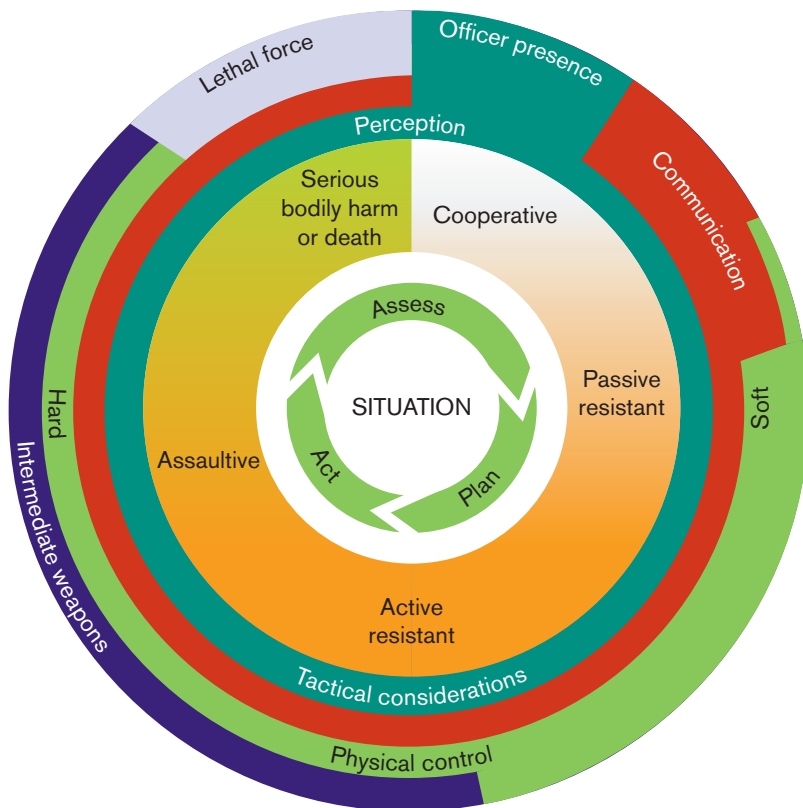 Lethal force
Officer presence
Perception
Communication
Serious
bodily harm
or death
Cooperative
Assess
SITUATION
Passive
resistant
Soft
Hard
Intermediate weapons
Assaultive
Act
Plan
Active
resistant
Tactical considerations
Physical control